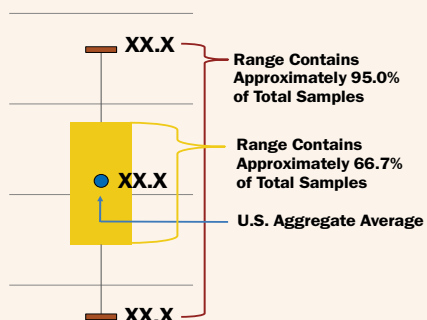 XX.X
Range Contains
Approximately 95.0%
of Total Samples
Range Contains
Approximately 66.7%
of Total Samples
XX.X
U.S. Aggregate Average
XX.X